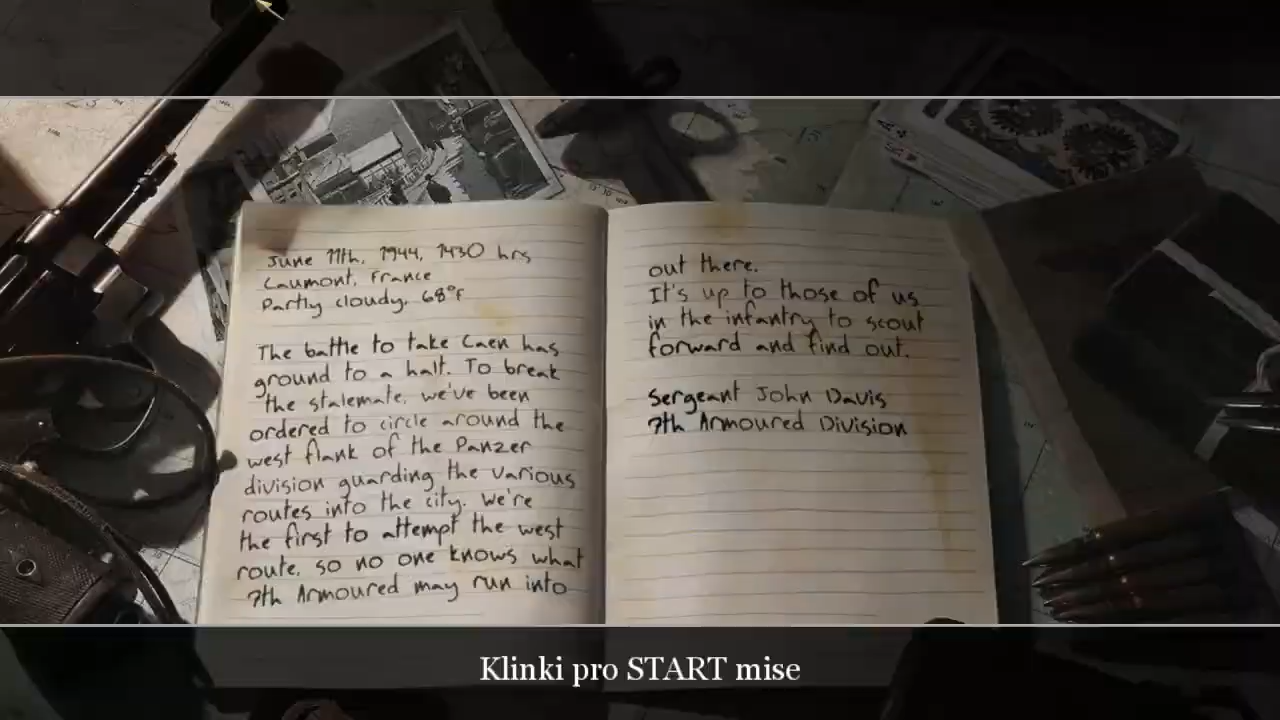 June 11th, 1944, 1430 hrs
Caumont, France
Partly cloudy, 68°F
The battle to take Caen has
ground to a halt. To break
the stalemate, we've been
ordered to circle around the
west flank of the Panzer
division guarding the various
routes into the city. We're
the first to attempt the west
route, so no one knows what
7th Armoured may run into
out there.
It's up to those of us
in the infantry to scout
forward and find out.
Sergeant John Davis
7th Armoured Division
Klinki pro START mise